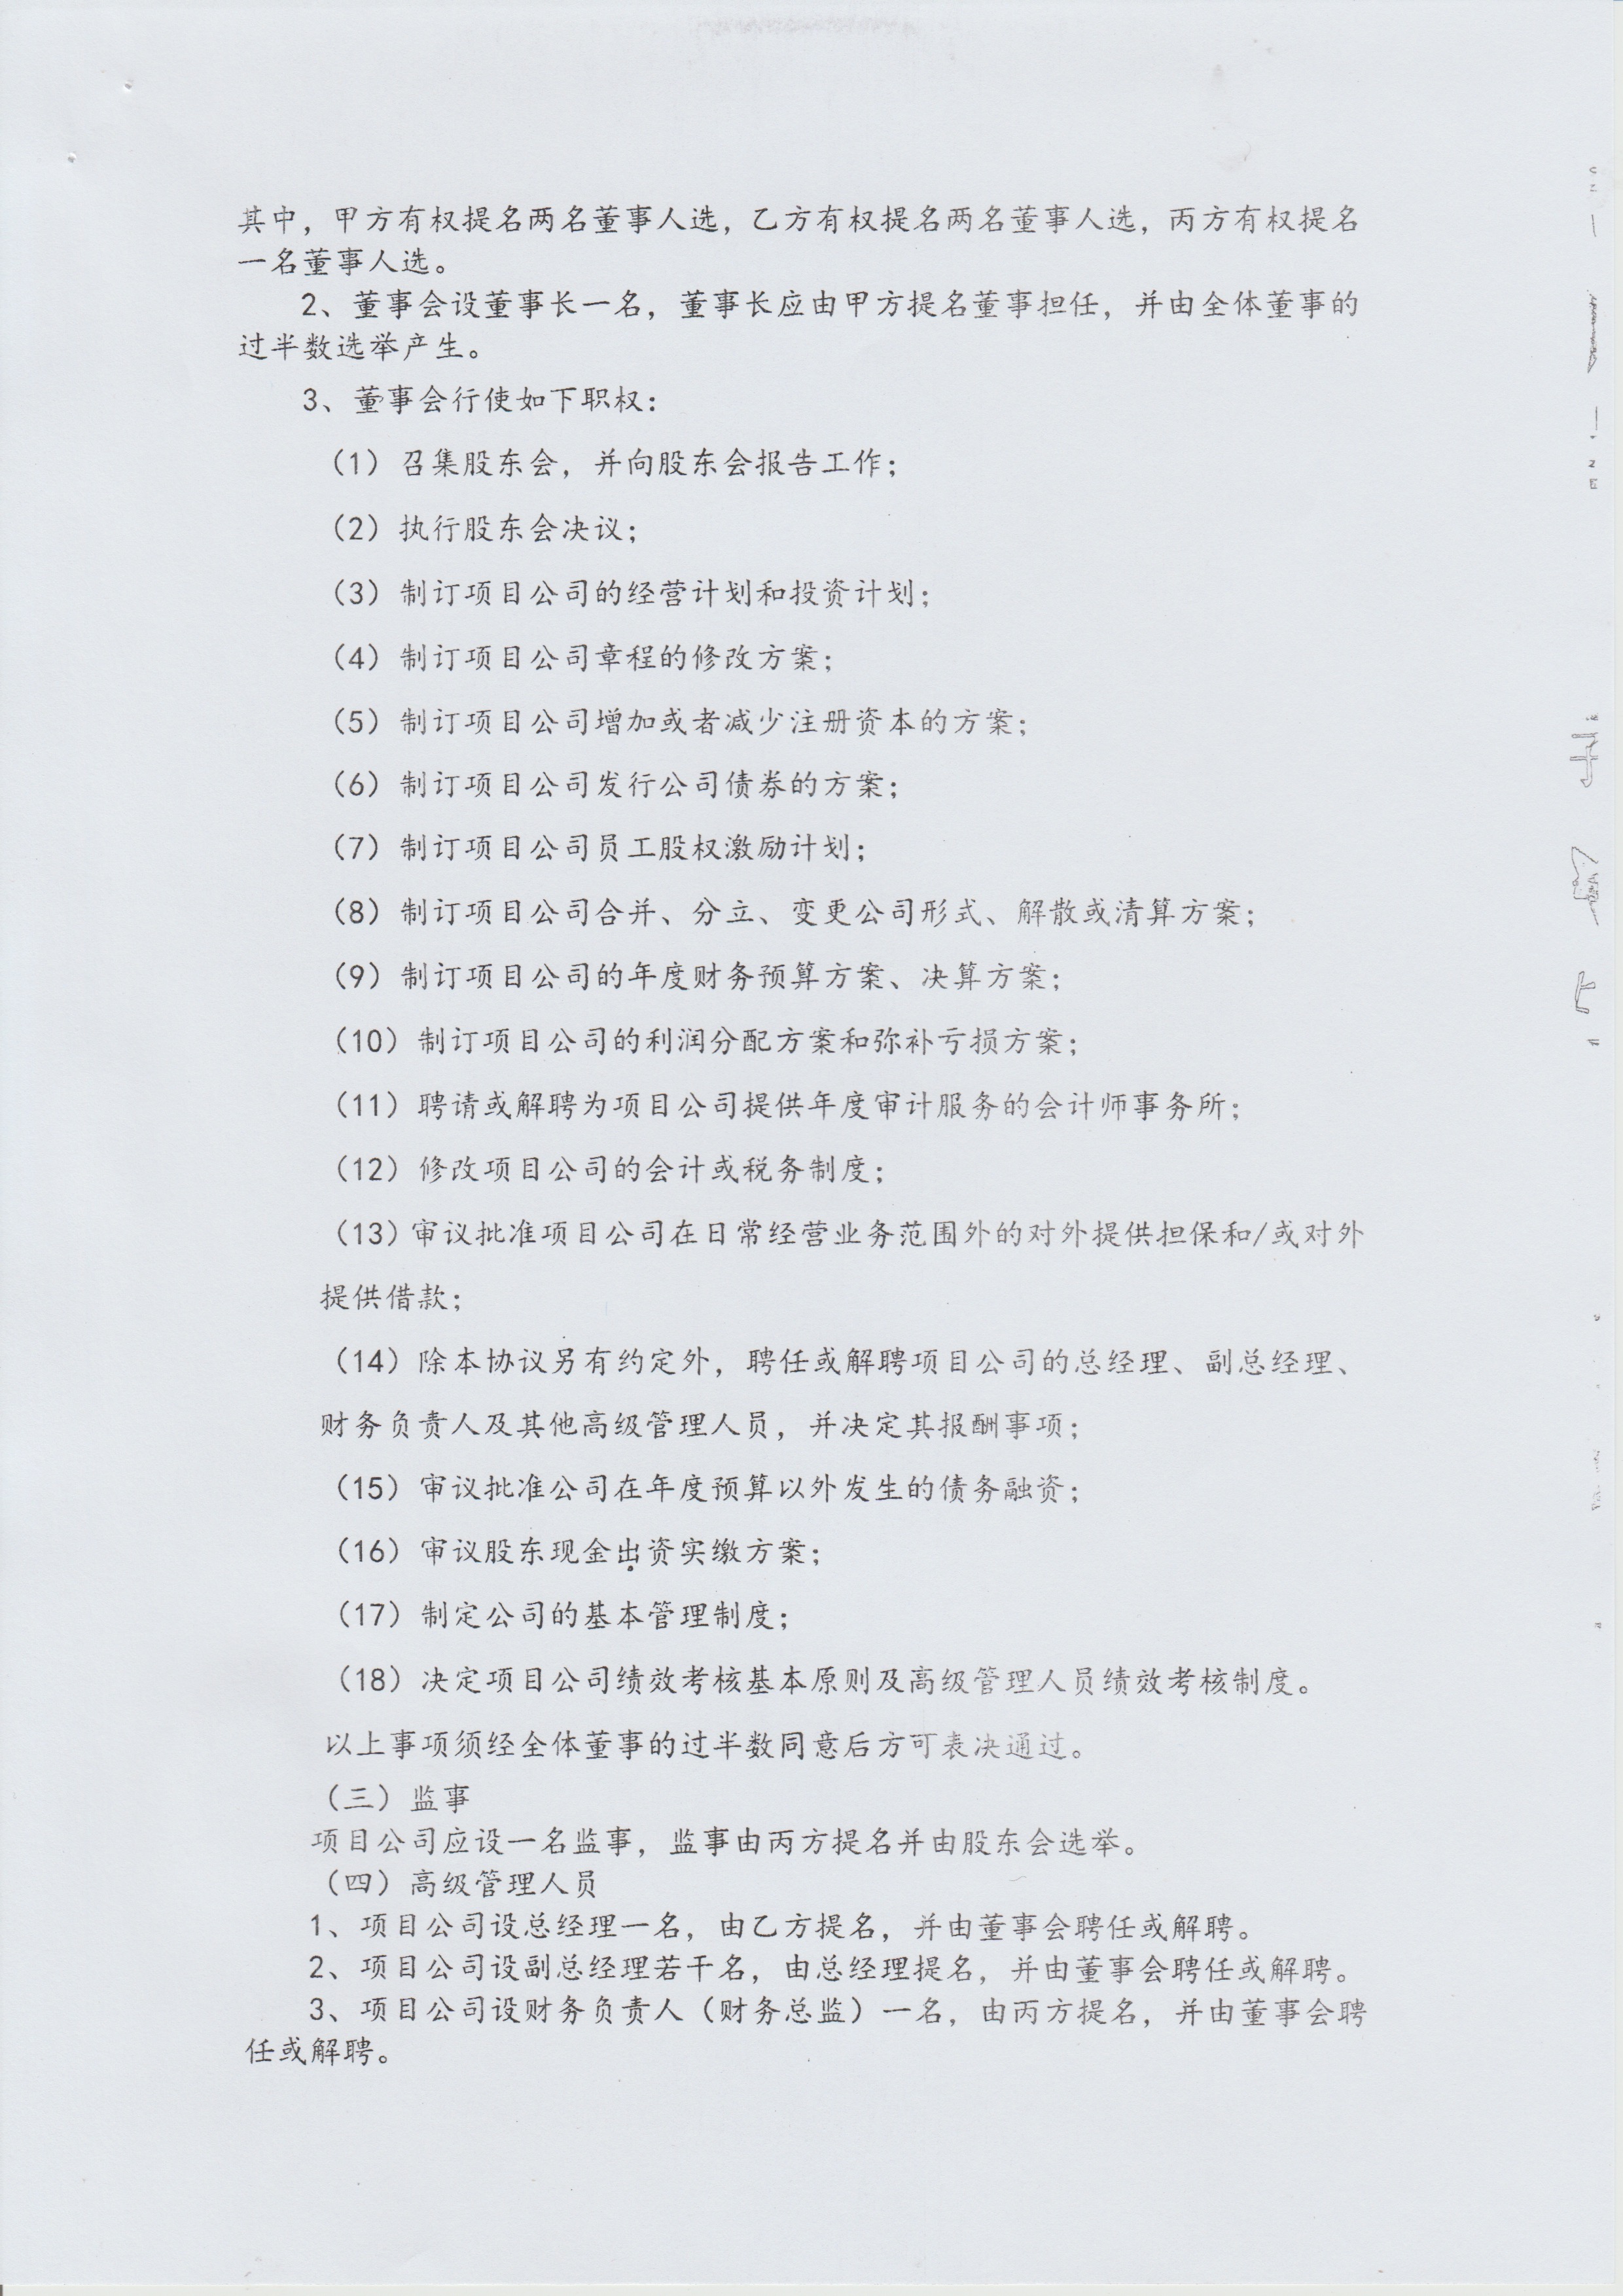 其中，甲方有权提名两名董事人选，乙方有权提名两名董事人选，丙方有权提名
一名董事人选。
2、董事会设董事长一名，董事长应由甲方提名董事担任，并由全体董事的
过半数选举产生。
3、董事会行使如下职权：
（1）召集股东会，并向股东会报告工作；
（2）执行股东会决议；
（3）制订项目公司的经营计划和投资计划；
（4）制订项目公司章程的修改方案；
（5）制订项目公司增加或者减少注册资本的方案；
（6）制订项目公司发行公司债券的方案；
（7）制订项目公司员工股权激励计划；
（8）制订项目公司合并、分立、变更公司形式、解散或清算方案；
（9）制订项目公司的年度财务预算方案、决算方案；
（10）制订项目公司的利润分配方案和弥补亏损方案；
（11）聘请或解聘为项目公司提供年度审计服务的会计师事务所；
（12）修改项目公司的会计或税务制度；
（13）审议批准项目公司在日常经营业务范围外的对外提供担保和/或对外
提供借款；
（14）除本协议另有约定外，聘任或解聘项目公司的总经理、副总经理、
财务负责人及其他高级管理人员，并决定其报酬事项；
（15）审议批准公司在年度预算以外发生的债务融资；
（16）审议股东现金出资实缴方案；
（17）制定公司的基本管理制度；
（18）决定项目公司绩效考核基本原则及高级管理人员绩效考核制度。
以上事项须经全体董事的过半数同意后方可表决通过。
（三）监事
项目公司应设一名监事，监事由丙方提名并由股东会选举。
（四）高级管理人员
1、项目公司设总经理一名，由乙方提名，并由董事会聘任或解聘。
2、项目公司设副总经理若干名，由总经理提名，并由董事会聘任或解聘。
3、项目公司设财务负责人（财务总监）一名，由丙方提名，并由董事会聘
任或解聘。